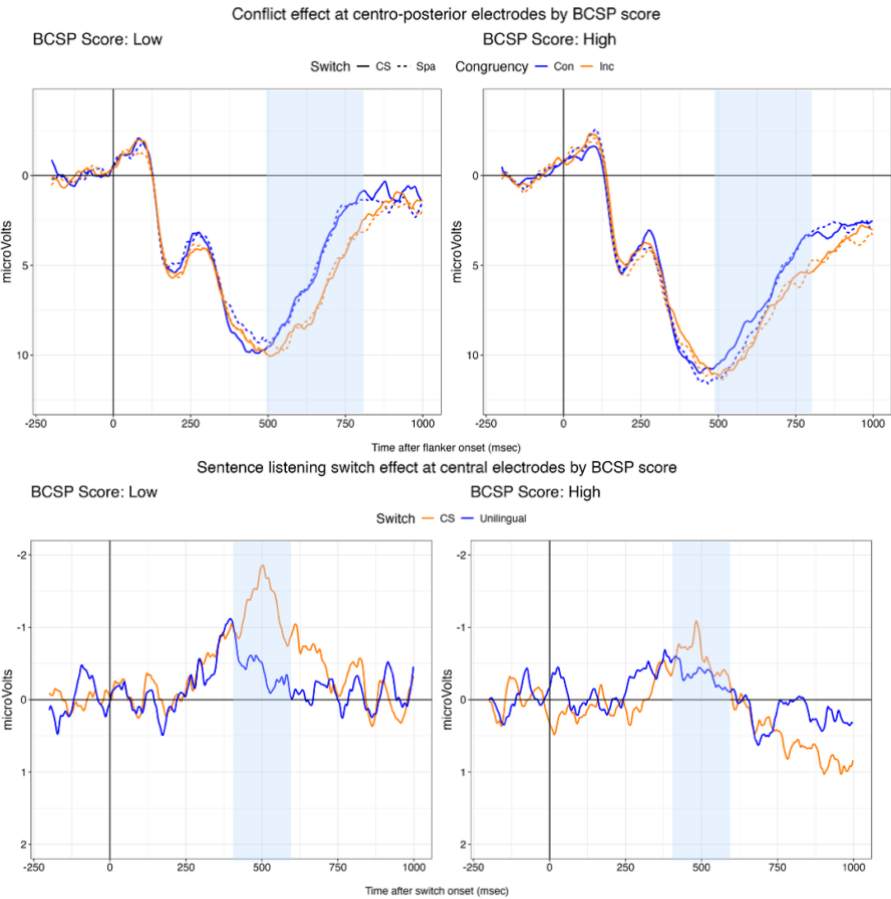 Conflict effect at centro-posterior electrodes by BCSP score
BCSP Score: Low
BCSP Score: High
Switch CS Spa Congruency Con Inc
0
5
10
microVolts
-250 0 250 500 750 1000
0
5
10
microVolts
-250 0 250 500 750 1000
Time after flanker onset (msec)
Sentence listening switch effect at central electrodes by BCSP score
BCSP Score: Low
BCSP Score: High
Switch CS Unilingual
-2
-1
0
1
2
microVolts
-250 0 250 500 750 1000
-2
-1
0
1
2
microVolts
-250 0 250 500 750 1000
Time after switch onset (msec)